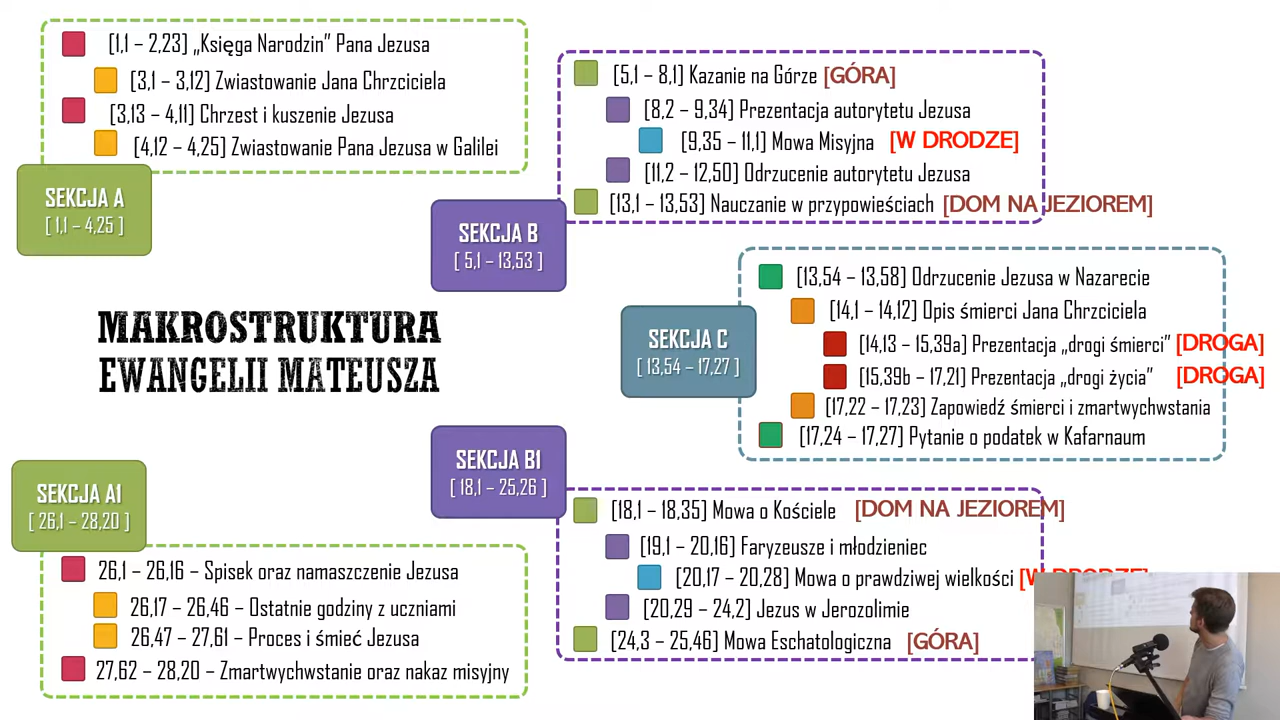 [1,1 – 2,23] „Księga Narodzin” Pana Jezusa
[3,1 – 3,12] Zwiastowanie Jana Chrzciciela
[3,13 – 4,11] Chrzest i kuszenie Jezusa
[4,12 – 4,25] Zwiastowanie Pana Jezusa w Galilei
SEKCJA A
[ 1,1 – 4,25 ]
[5,1 – 8,1] Kazanie na Górze [GÓRA]
[8,2 – 9,34] Prezentacja autorytetu Jezusa
[9,35 – 11,1] Mowa Misyjna [W DRODZE]
[11,2 – 12,50] Odrzucenie autorytetu Jezusa
[13,1 – 13,53] Nauczanie w przypowieściach [DOM NA JEZIOREM]
SEKCJA B
[ 5,1 – 13,53 ]
[13,54 – 13,58] Odrzucenie Jezusa w Nazarecie
[14,1 – 14,12] Opis śmierci Jana Chrzciciela
[14,13 – 15,39a] Prezentacja „drogi śmierci” [DROGA]
[15,39b – 17,21] Prezentacja „drogi życia” [DROGA]
[17,22 – 17,23] Zapowiedź śmierci i zmartwychwstania
[17,24 – 17,27] Pytanie o podatek w Kafarnaum
SEKCJA C
[ 13,54 – 17,27 ]
MAKROSTRUKTURA
EWANGELII MATEUSZA
SEKCJA B1
[ 18,1 – 25,26 ]
[18,1 – 18,35] Mowa o Kościele [DOM NA JEZIOREM]
[19,1 – 20,16] Faryzeusze i młodzieniec
[20,17 – 20,28] Mowa o prawdziwej wielkości [W DRODZE]
[20,29 – 24,2] Jezus w Jerozolimie
[24,3 – 25,46] Mowa Eschatologiczna [GÓRA]
SEKCJA A1
[ 26,1 – 28,20 ]
26,1 – 26,16 – Spisek oraz namaszczenie Jezusa
26,17 – 26,46 – Ostatnie godziny z uczniami
26,47 – 27,61 – Proces i śmieć Jezusa
27,62 – 28,20 – Zmartwychwstanie oraz nakaz misyjny